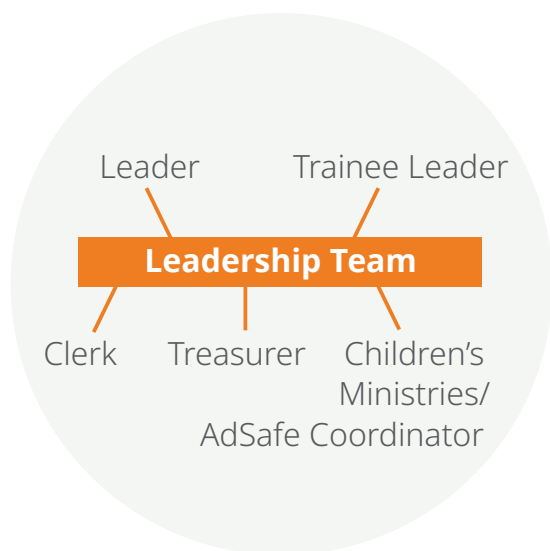 Leader
Trainee Leader
Leadership Team
Clerk
Treasurer
Children’s
Ministries/
AdSafe Coordinator